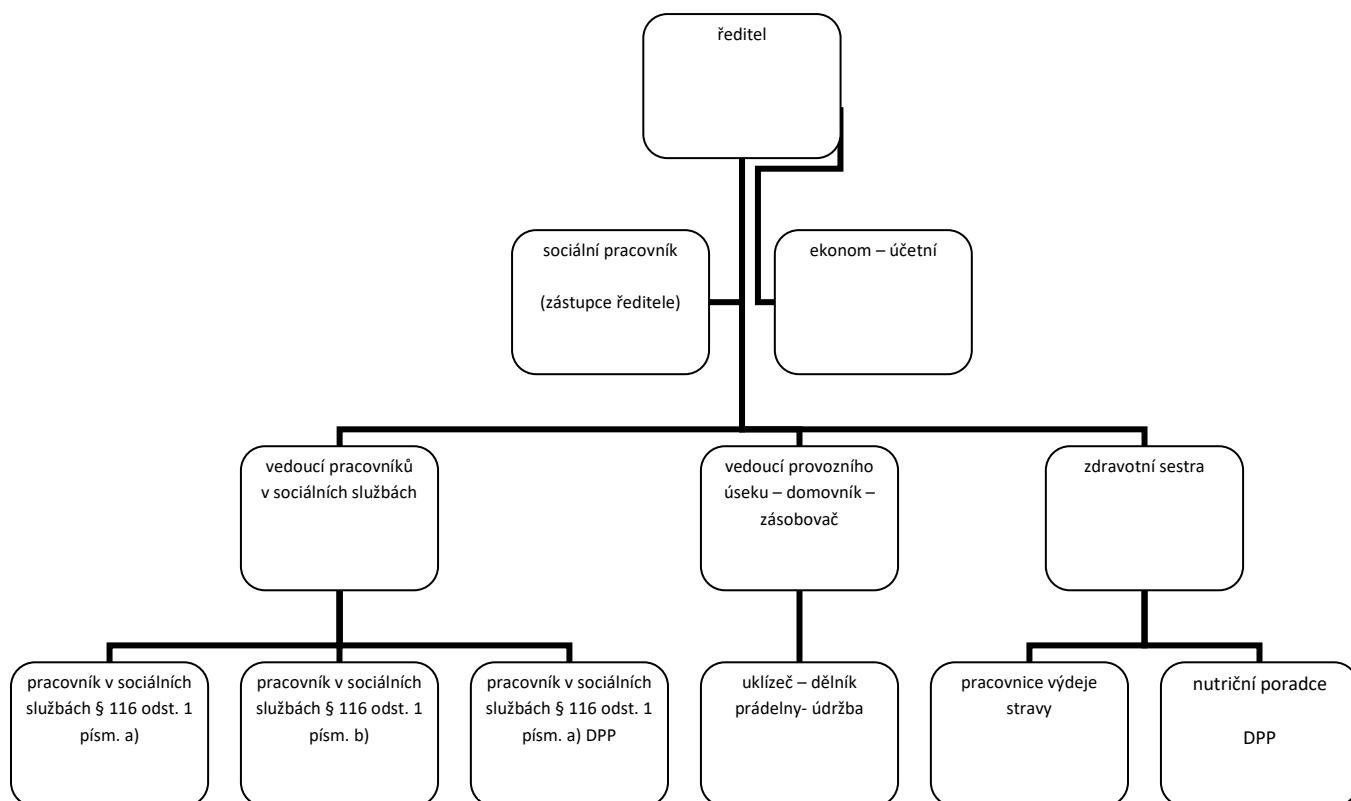 ředitel
sociální pracovník
(zástupce ředitele)
ekonom – účetní
vedoucí pracovníků
v sociálních službách
vedoucí provozního
úseku – domovník –
zásobovač
zdravotní sestra
pracovník v sociálních
službách § 116 odst. 1
písm. a)
pracovník v sociálních
službách § 116 odst. 1
písm. b)
pracovník v sociálních
službách § 116 odst. 1
písm. a) DPP
uklízeč – dělník
prádelny- údržba
pracovnice výdeje
stravy
nutriční poradce
DPP